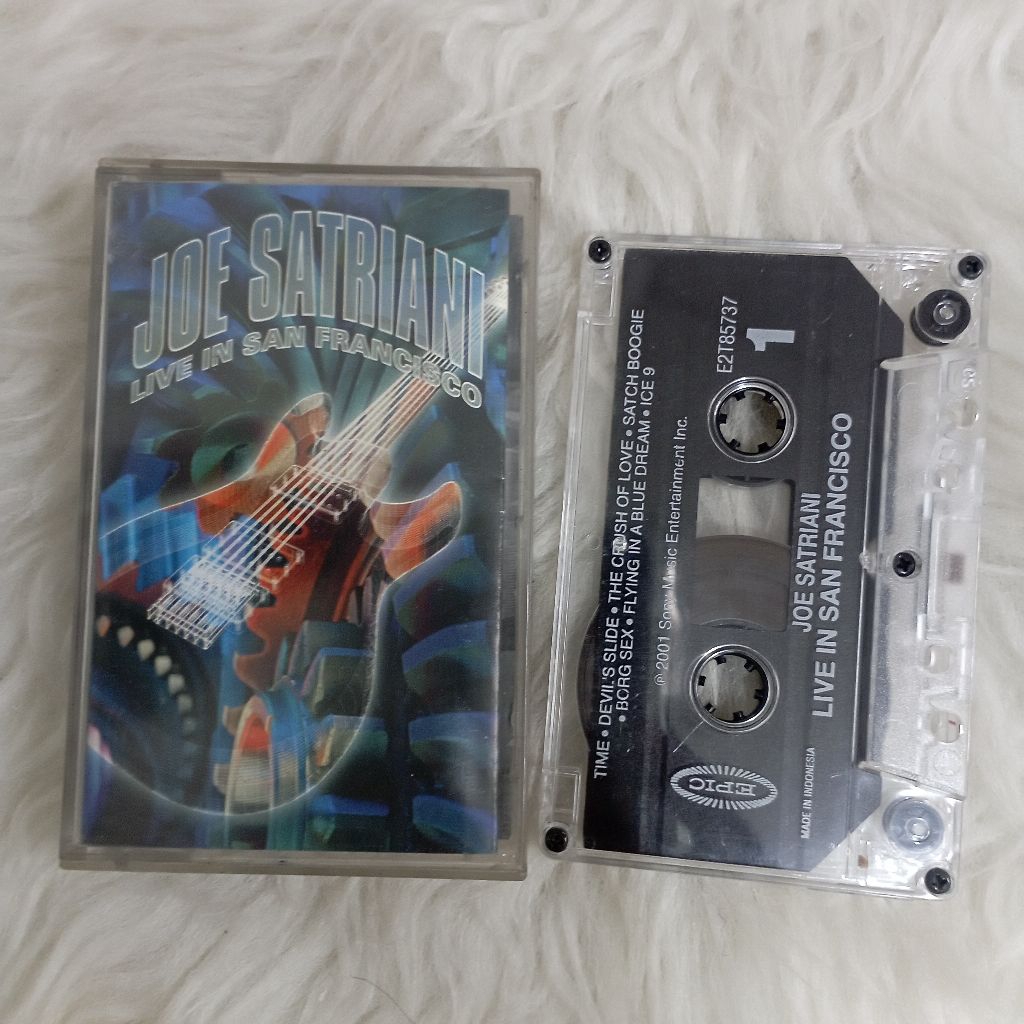 JOE SATRIANI
LIVE IN SAN FRANCISCO
TIME • DEVIL'S SLIDE • THE CRUSH OF LOVE • SATCH BOOGIE
• BORG SEX • FLYING IN A BLUE DREAM • ICE 9
℗ 2001 Sony Music Entertainment Inc.
E2T85737
1
EPIC
JOE SATRIANI
LIVE IN SAN FRANCISCO
MADE IN INDONESIA